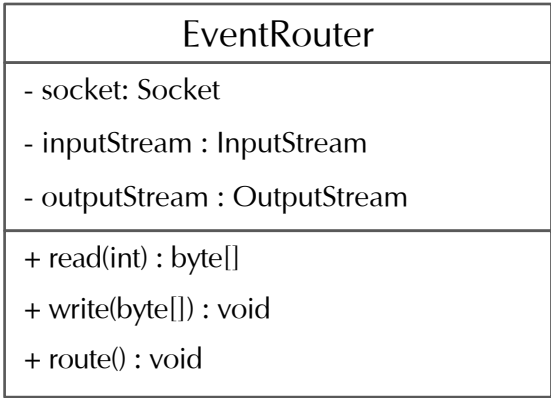 EventRouter
- socket: Socket
- inputStream : InputStream
- outputStream : OutputStream
+ read(int) : byte[]
+ write(byte[]) : void
+ route() : void